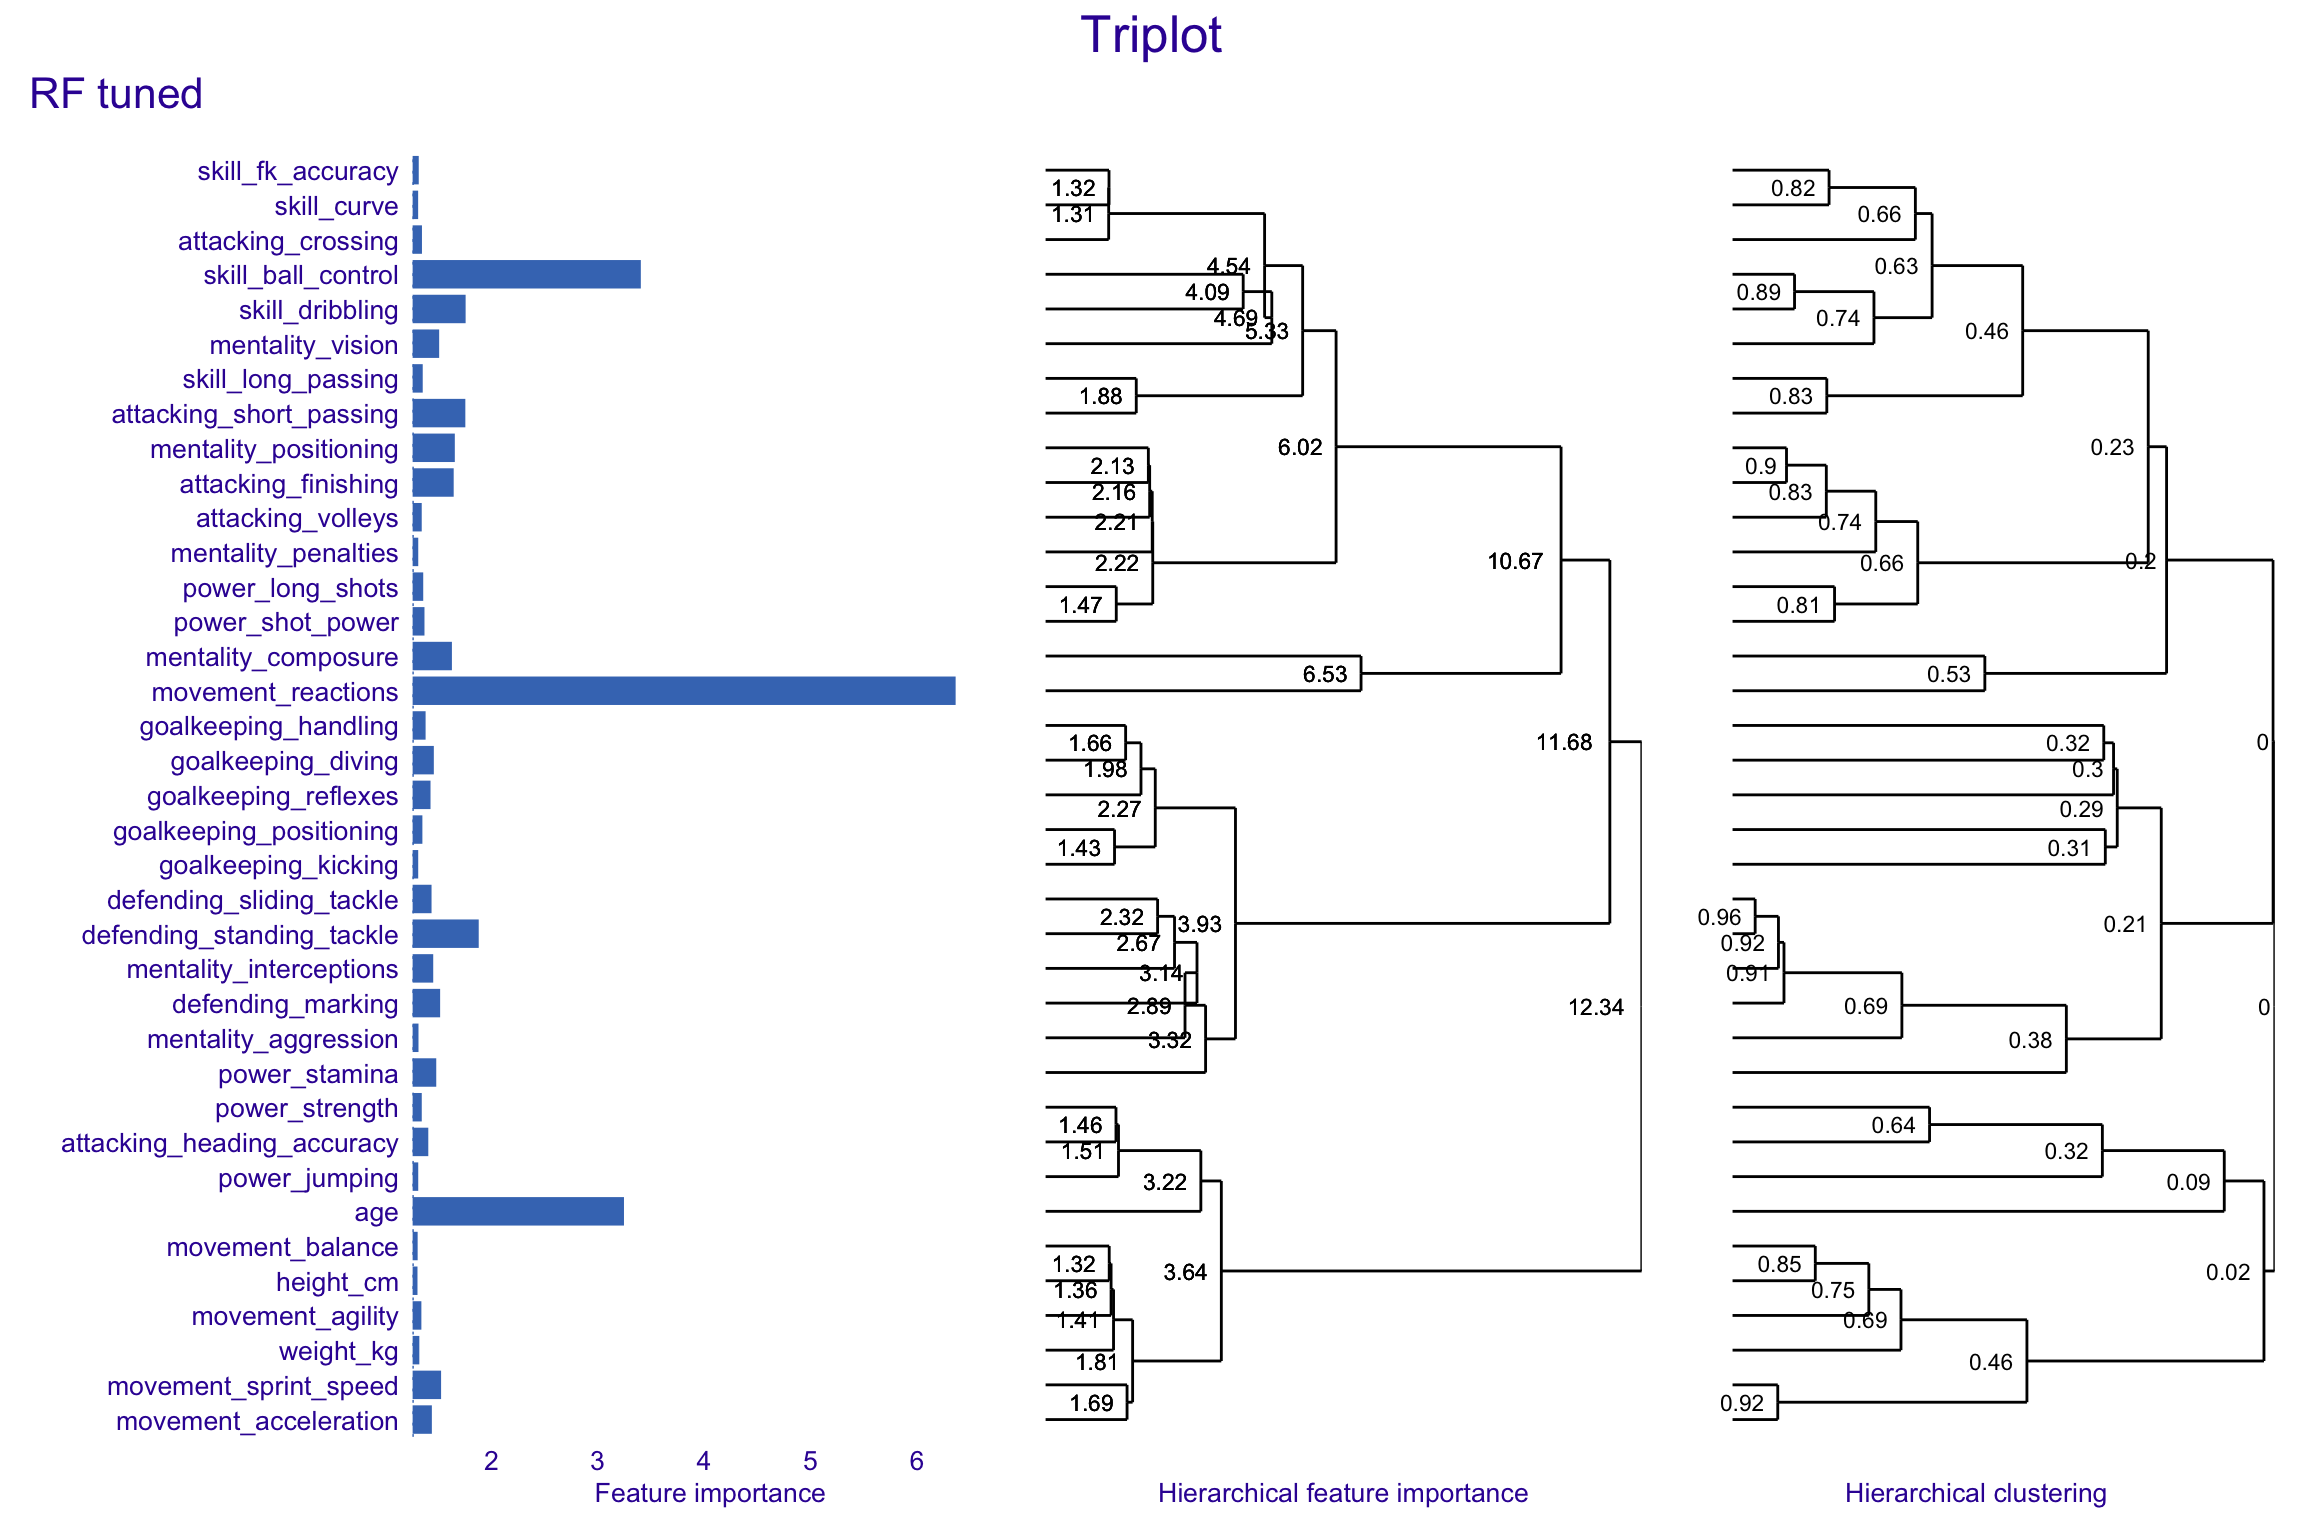 Triplot
RF tuned
skill_fk_accuracy
skill_curve
attacking_crossing
skill_ball_control
skill_dribbling
mentality_vision
skill_long_passing
attacking_short_passing
mentality_positioning
attacking_finishing
attacking_volleys
mentality_penalties
power_long_shots
power_shot_power
mentality_composure
movement_reactions
goalkeeping_handling
goalkeeping_diving
goalkeeping_reflexes
goalkeeping_positioning
goalkeeping_kicking
defending_sliding_tackle
defending_standing_tackle
mentality_interceptions
defending_marking
mentality_aggression
power_stamina
power_strength
attacking_heading_accuracy
power_jumping
age
movement_balance
height_cm
movement_agility
weight_kg
movement_sprint_speed
movement_acceleration
2 3 4 5 6
Feature importance
1.32
1.31
4.54
4.09
4.69
5.33
1.88
6.02
2.13
2.16
2.21
2.22
10.67
1.47
6.53
1.66
11.68
1.98
2.27
1.43
2.32
3.93
2.67
3.14
2.89
12.34
3.32
1.46
1.51
3.22
1.32
3.64
1.36
1.41
1.81
1.69
Hierarchical feature importance
0.82
0.66
0.63
0.89
0.74
0.46
0.83
0.23
0.9
0.83
0.74
0.66
0.2
0.81
0.53
0.32
0
0.3
0.29
0.31
0.96
0.21
0.92
0.91
0.69
0
0.38
0.64
0.32
0.09
0.85
0.02
0.75
0.69
0.46
0.92
Hierarchical clustering